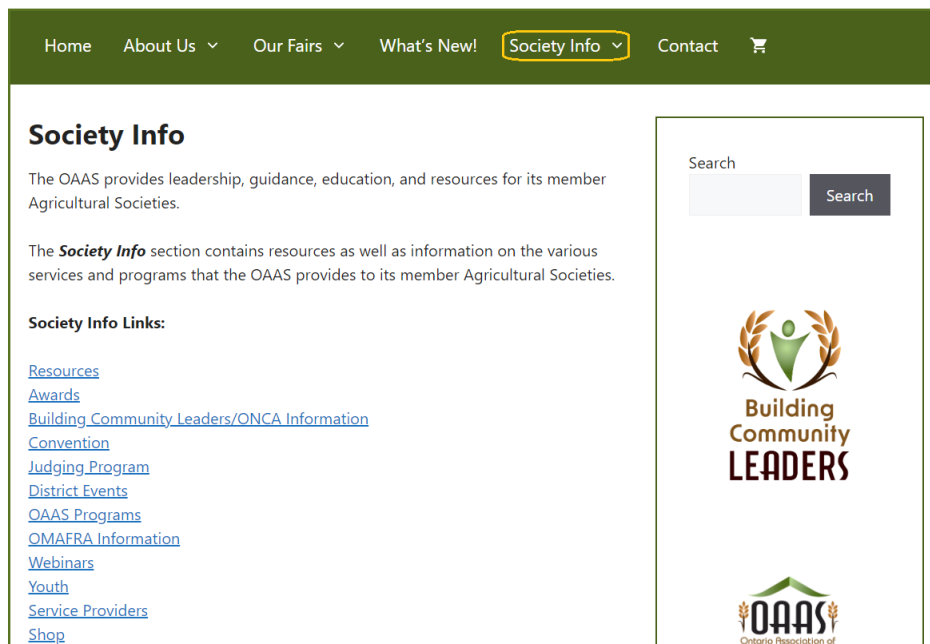 Home About Us Our Fairs What's New! Society Info Contact
Society Info
The OAAS provides leadership, guidance, education, and resources for its member
Agricultural Societies.
The Society Info section contains resources as well as information on the various
services and programs that the OAAS provides to its member Agricultural Societies.
Society Info Links:
Resources
Awards
Building Community Leaders/ONCA Information
Convention
Judging Program
District Events
OAAS Programs
OMAFRA Information
Webinars
Youth
Service Providers
Shop
Search
Search
Building
Community
LEADERS
OAAS
Ontario Association of